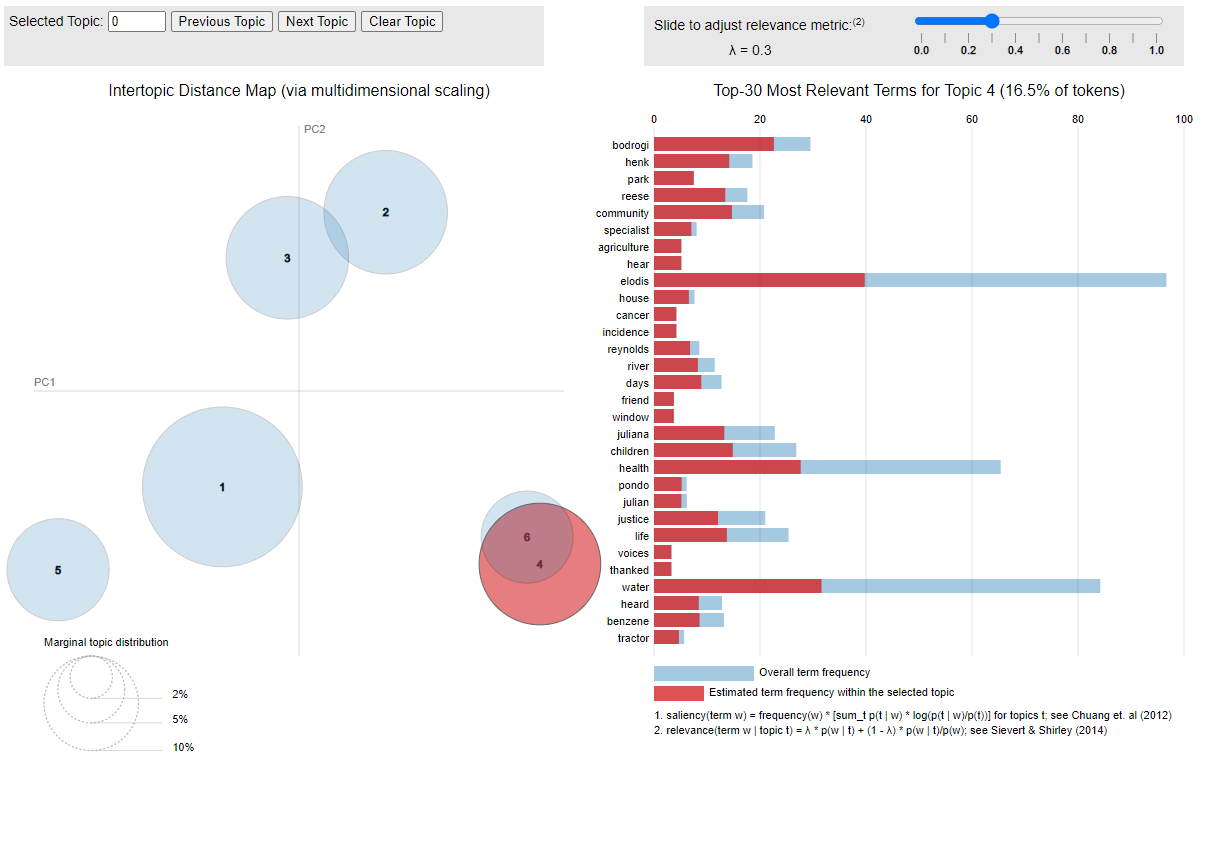 Selected Topic: 0 Previous Topic Next Topic Clear Topic
Slide to adjust relevance metric:(2)
λ = 0.3
0.0 0.2 0.4 0.6 0.8 1.0
Intertopic Distance Map (via multidimensional scaling)
PC2
PC1
2
3
1
6
4
5
Marginal topic distribution
2%
5%
10%
Top-30 Most Relevant Terms for Topic 4 (16.5% of tokens)
0 20 40 60 80 100
bodrogi
henk
park
reese
community
specialist
agriculture
hear
elodis
house
cancer
incidence
reynolds
river
days
friend
window
juliana
children
health
pondo
julian
justice
life
voices
thanked
water
heard
benzene
tractor
Overall term frequency
Estimated term frequency within the selected topic
1. saliency(term w) = frequency(w) * [sum_t p(t | w) * log(p(t | w)/p(t))] for topics t; see Chuang et. al (2012)
2. relevance(term w | topic t) = λ * p(w | t) + (1 - λ) * p(w | t)/p(w); see Sievert & Shirley (2014)